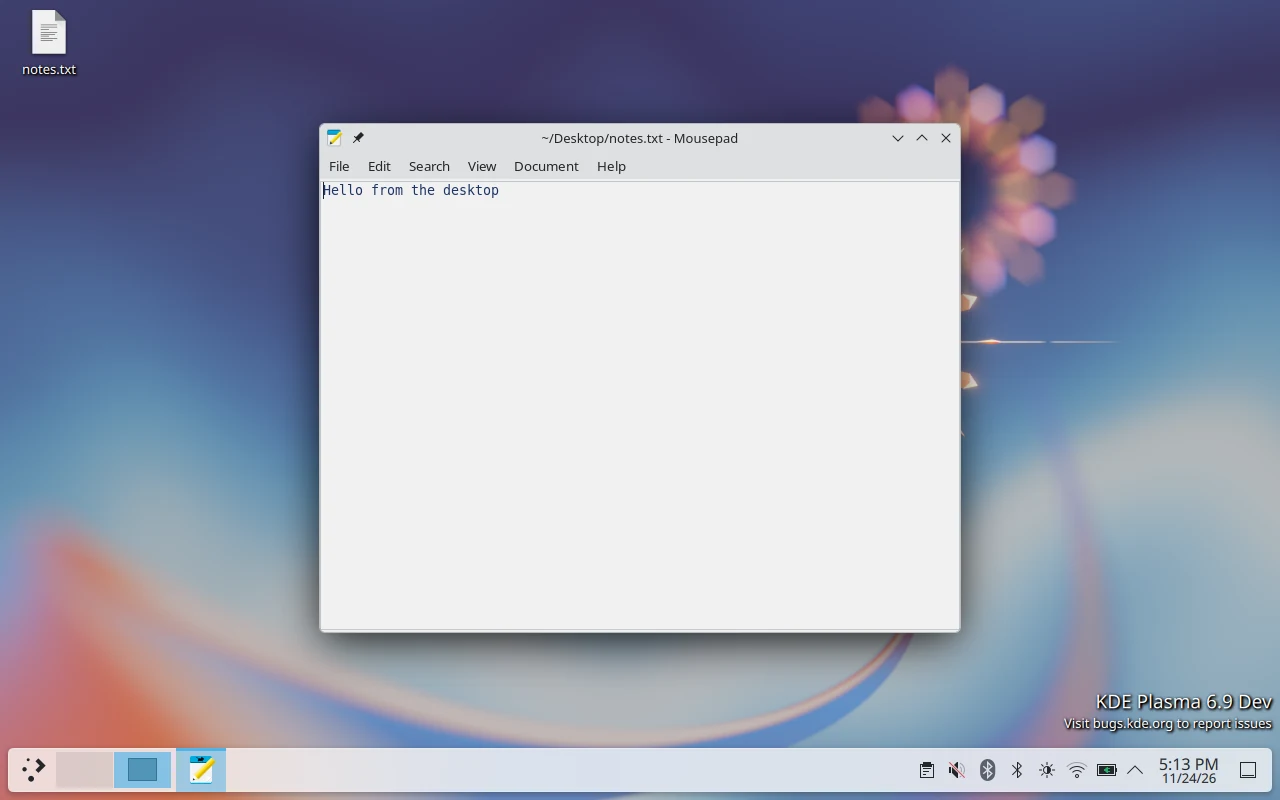 notes.txt
~/Desktop/notes.txt - Mousepad
File Edit Search View Document Help
Hello from the desktop
KDE Plasma 6.9 Dev
Visit bugs.kde.org to report issues
5:13 PM
11/24/26